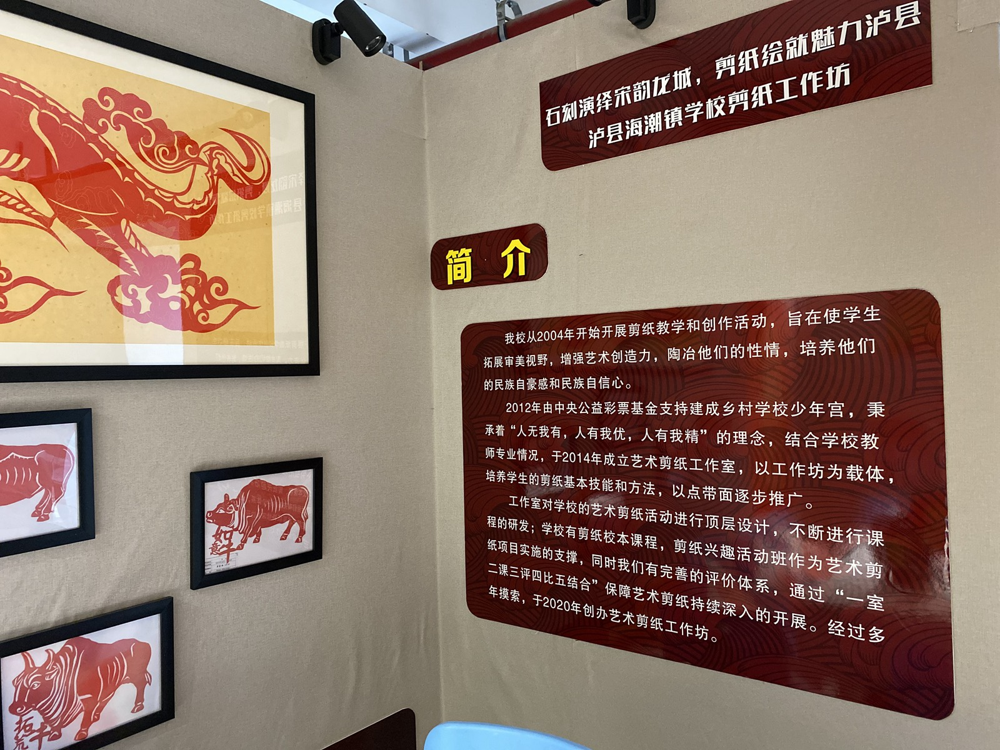 石刻演绎宋韵龙城，剪纸绘就魅力泸县
泸县海潮镇学校剪纸工作坊
简 介
我校从2004年开始开展剪纸教学和创作活动，旨在使学生
拓展审美视野，增强艺术创造力，陶冶他们的性情，培养他们
的民族自豪感和民族自信心。
2012年由中央公益彩票基金支持建成乡村学校少年宫，秉
承着“人无我有，人有我优，人有我精”的理念，结合学校教
师专业情况，于2014年成立艺术剪纸工作室，以工作坊为载体，
培养学生的剪纸基本技能和方法，以点带面逐步推广。
工作室对学校的艺术剪纸活动进行顶层设计，不断进行课
程的研发；学校有剪纸校本课程，剪纸兴趣活动班作为艺术剪
纸项目实施的支撑，同时我们有完善的评价体系，通过“一室
二课三评四比五结合”保障艺术剪纸持续深入的开展。经过多
年摸索，于2020年创办艺术剪纸工作坊。
如意牛
拓荒牛